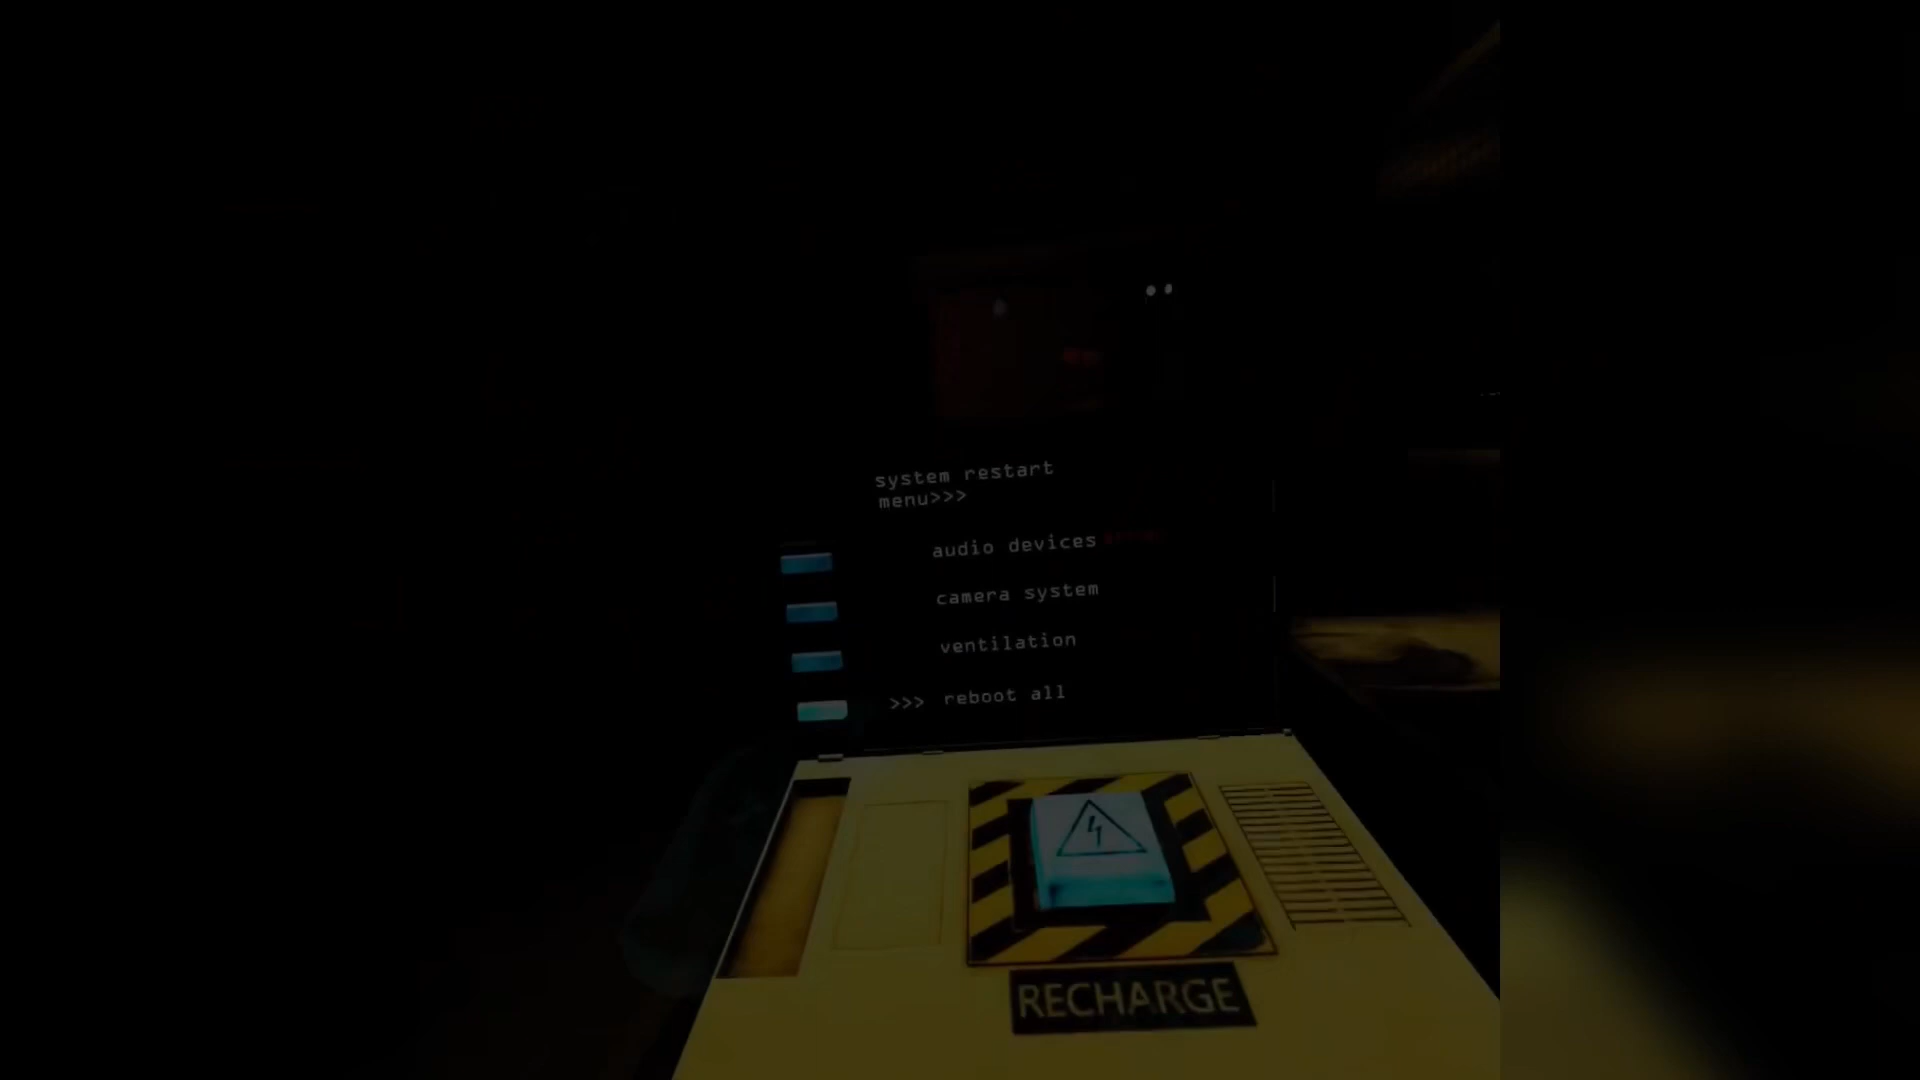 system restart
menu>>>
audio devices
camera system
ventilation
>>> reboot all
RECHARGE